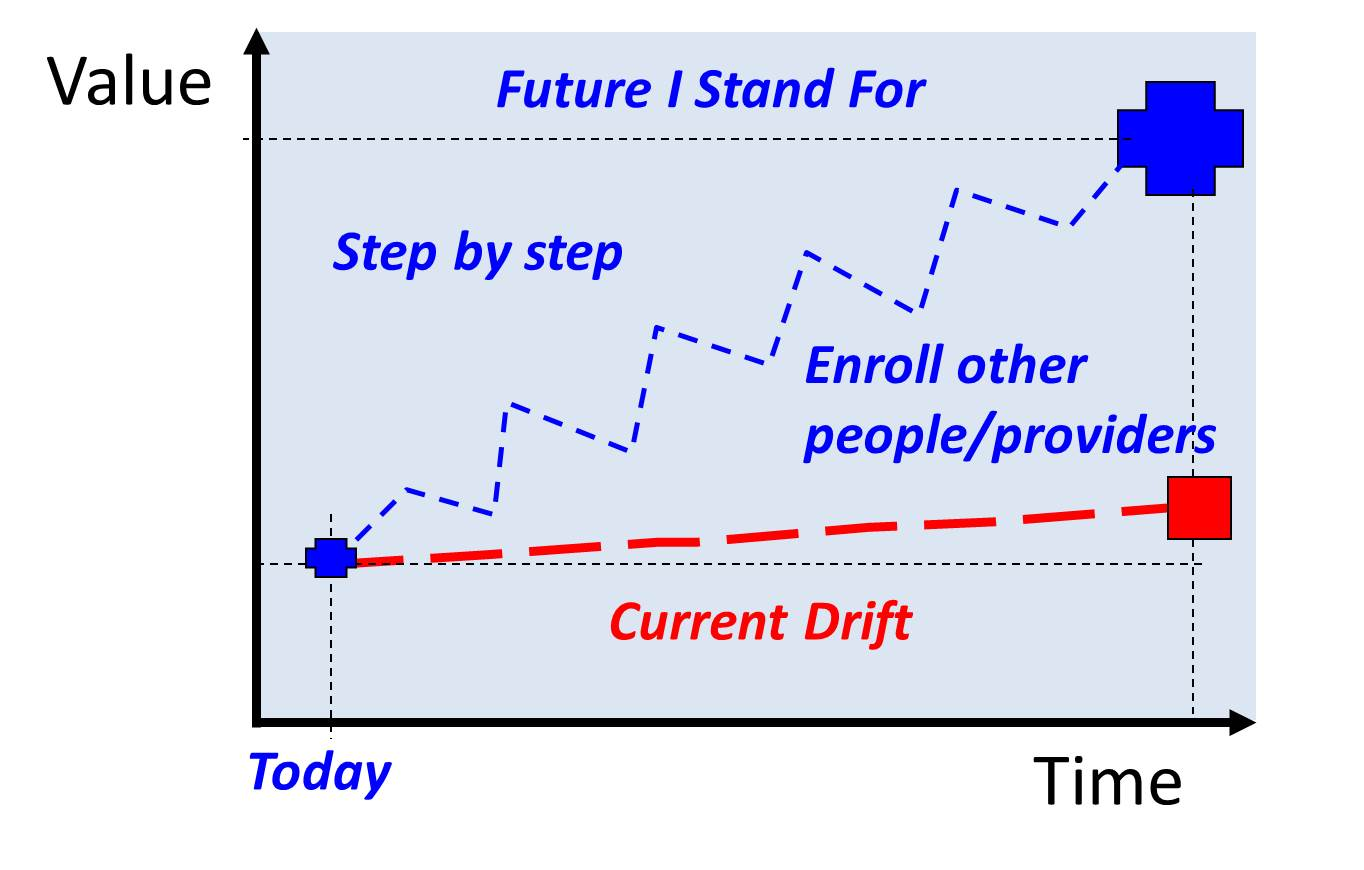 Value
Future I Stand For
Step by step
Enroll other
people/providers
Current Drift
Today
Time